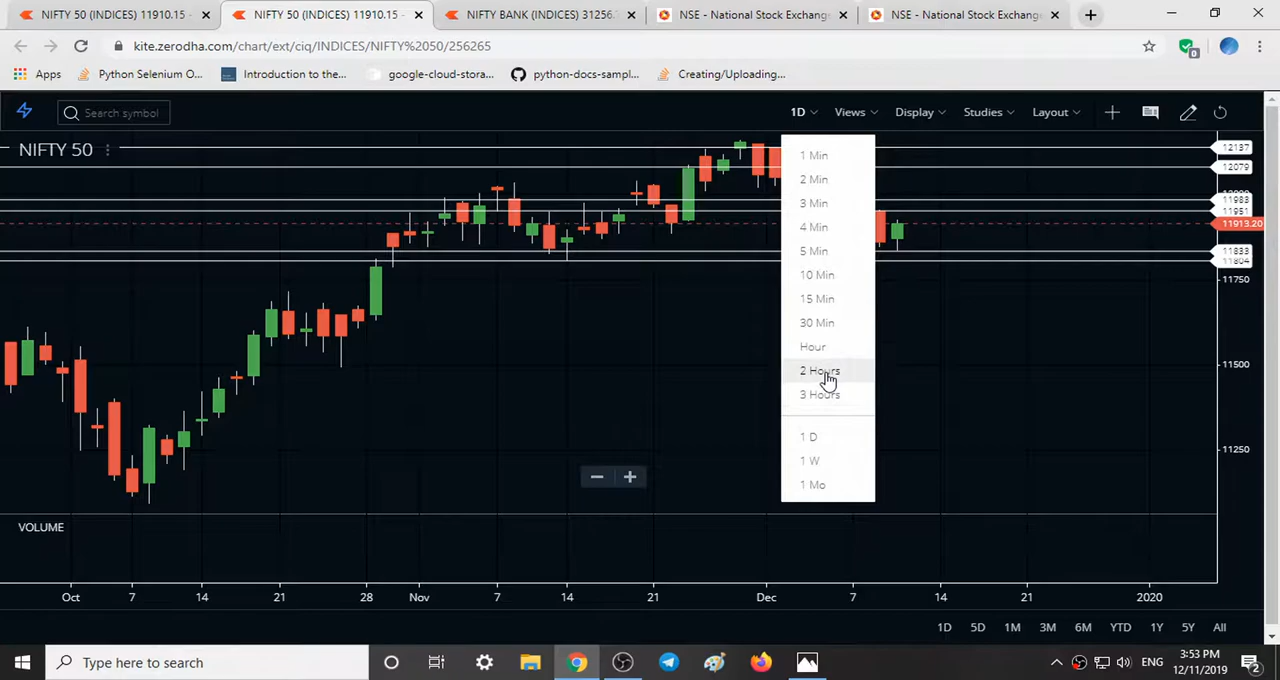 NIFTY 50 (INDICES) 11910.15 -
NIFTY 50 (INDICES) 11910.15 -
NIFTY BANK (INDICES) 31256.
NSE - National Stock Exchange
NSE - National Stock Exchange
kite.zerodha.com/chart/ext/ciq/INDICES/NIFTY%2050/256265
0
Apps
Python Selenium O...
Introduction to the...
google-cloud-stora...
python-docs-sampl...
Creating/Uploading...
Search symbol
1D
Views
Display
Studies
Layout
NIFTY 50
1 Min
2 Min
3 Min
4 Min
5 Min
10 Min
15 Min
30 Min
Hour
2 Hours
3 Hours
1 D
1 W
1 Mo
12137
12079
11983
11951
11913.20
11833
11804
11750
11500
11250
VOLUME
Oct
7
14
21
28
Nov
7
14
21
Dec
7
14
21
2020
1D
5D
1M
3M
6M
YTD
1Y
5Y
All
Type here to search
ENG
3:53 PM
12/11/2019
2